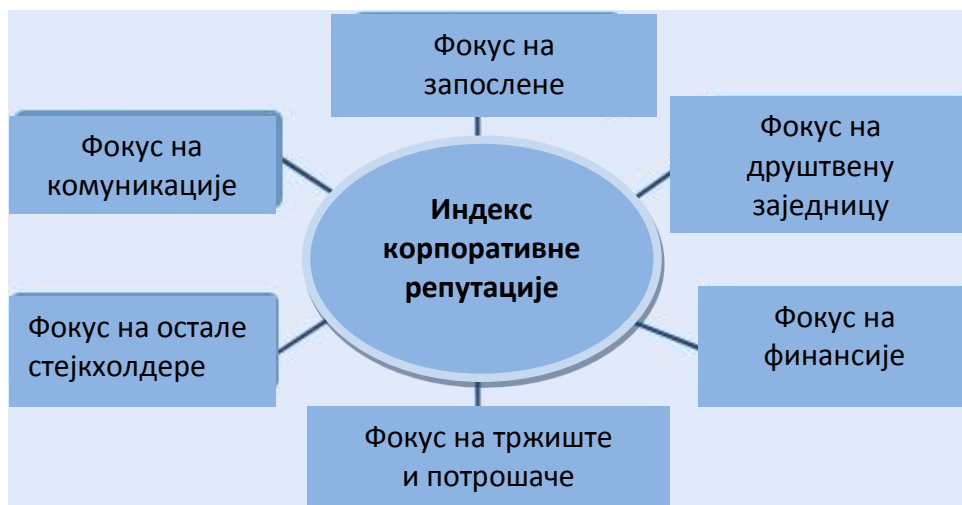 Фокус на
запослене
Фокус на
комуникације
Фокус на
друштвену
заједницу
Индекс
корпоративне
репутације
Фокус на остале
стејкхолдере
Фокус на
финансије
Фокус на тржиште
и потрошаче